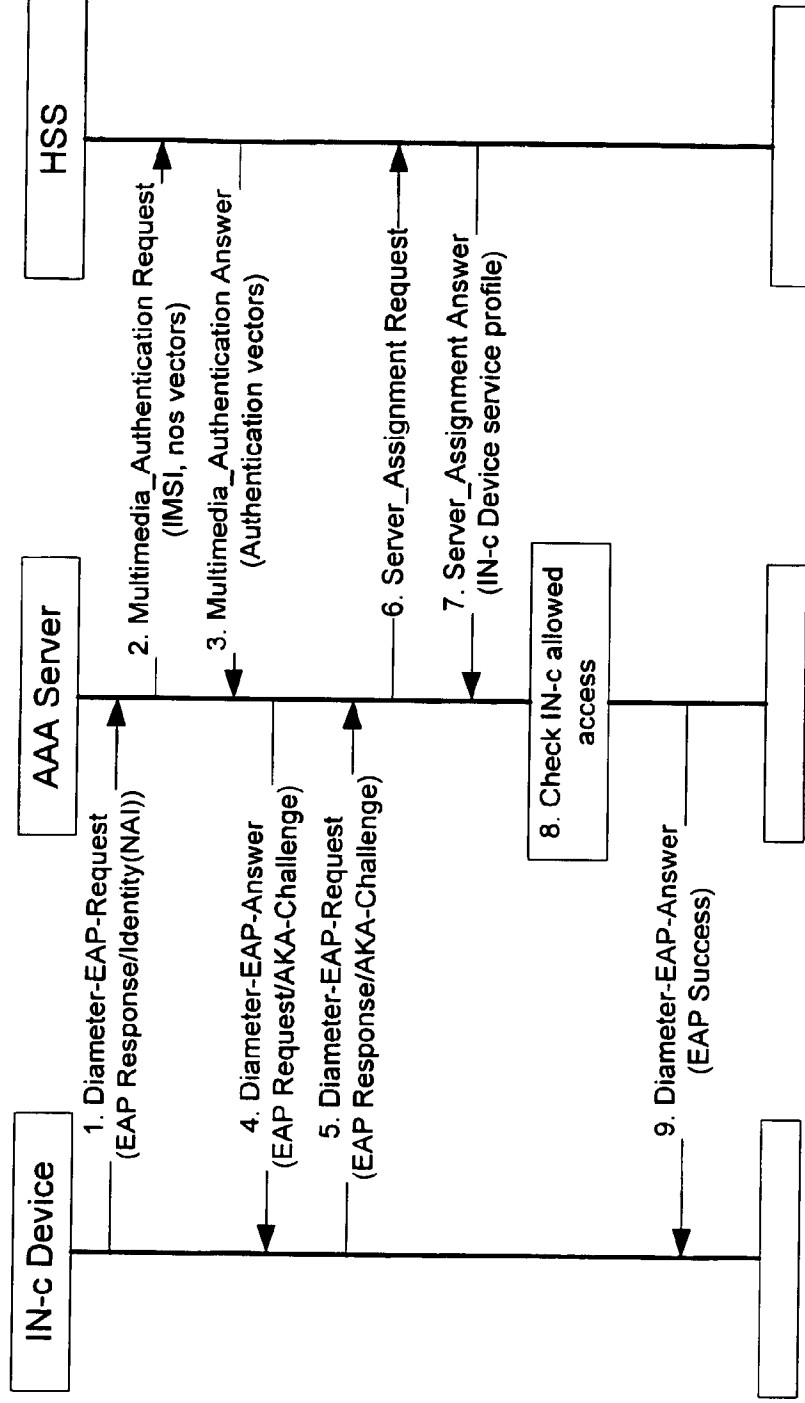 IN-c Device
AAA Server
HSS
1. Diameter-EAP-Request
(EAP Response/Identity(NAI))
2. Multimedia_Authentication Request
(IMSI, nos vectors)
3. Multimedia_Authentication Answer
(Authentication vectors)
4. Diameter-EAP-Answer
(EAP Request/AKA-Challenge)
5. Diameter-EAP-Request
(EAP Response/AKA-Challenge)
6. Server_Assignment Request
7. Server_Assignment Answer
(IN-c Device service profile)
8. Check IN-c allowed
access
9. Diameter-EAP-Answer
(EAP Success)